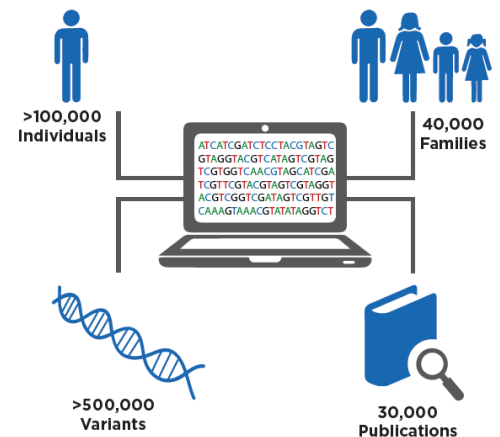 >100,000
Individuals
40,000
Families
ATCATCGATCTCCTACGTAGTC
GTAGGTACGTCATAGTCGTAG
TCGTGGTCAACGTAGCATCGA
TCGTTCGTACGTAGTCGTAGGT
ACGTCGGTCGATAGTCGTTGT
CAAAGTAAACGTATATAGGTCT
>500,000
Variants
30,000
Publications